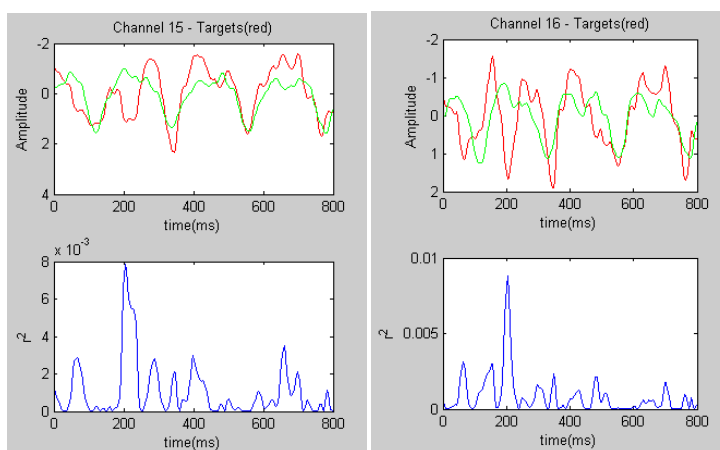 Channel 15 - Targets(red)
-2
0
2
4
Amplitude
0 200 400 600 800
time(ms)
x 10-3
8
6
4
2
0
r2
0 200 400 600 800
time(ms)
Channel 16 - Targets(red)
-2
-1
0
1
2
Amplitude
0 200 400 600 800
time(ms)
0.01
0.005
0
r2
0 200 400 600 800
time(ms)